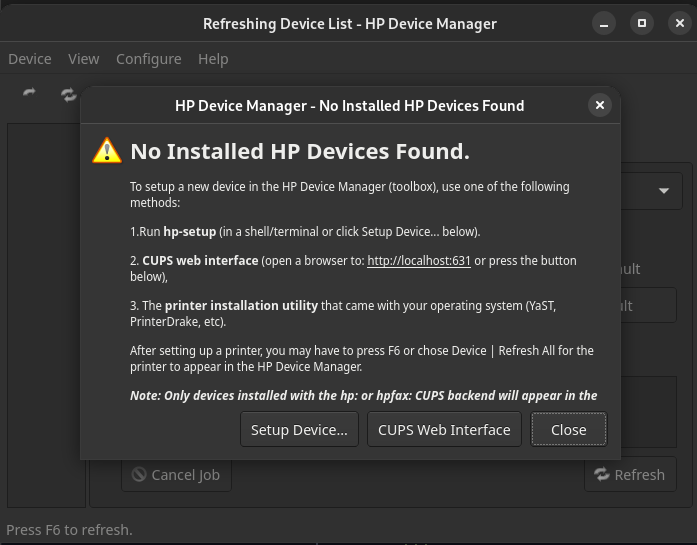 Refreshing Device List - HP Device Manager
Device View Configure Help
HP Device Manager - No Installed HP Devices Found
No Installed HP Devices Found.
To setup a new device in the HP Device Manager (toolbox), use one of the following
methods:
1.Run hp-setup (in a shell/terminal or click Setup Device... below).
2. CUPS web interface (open a browser to: http://localhost:631 or press the button
below),
3. The printer installation utility that came with your operating system (YaST,
PrinterDrake, etc).
After setting up a printer, you may have to press F6 or chose Device | Refresh All for the
printer to appear in the HP Device Manager.
Note: Only devices installed with the hp: or hpfax: CUPS backend will appear in the
Setup Device... CUPS Web Interface Close
Cancel Job Refresh
Press F6 to refresh.